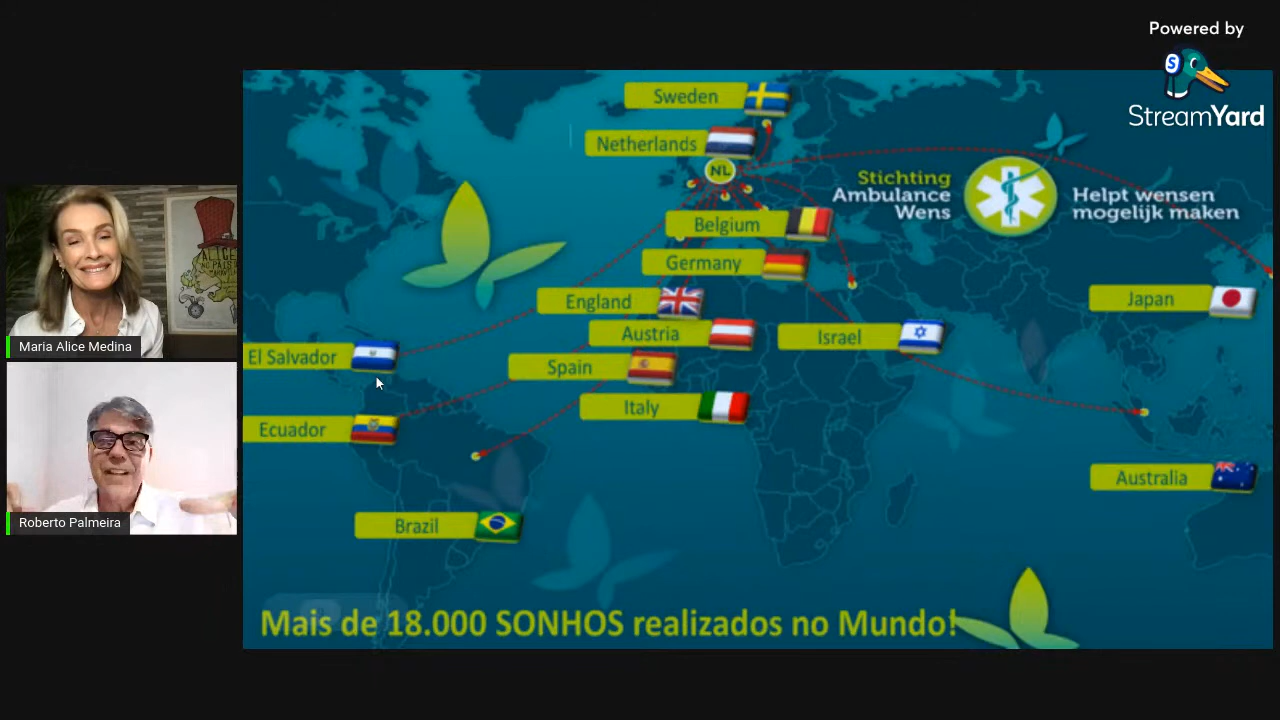 Powered by
StreamYard
Sweden
Netherlands
NL
Stichting
Ambulance
Wens
Helpt wensen
mogelijk maken
Belgium
Germany
England
Austria
Israel
Japan
El Salvador
Spain
Italy
Ecuador
Australia
Brazil
Mais de 18.000 SONHOS realizados no Mundo!
ALICE
Maria Alice Medina
Roberto Palmeira